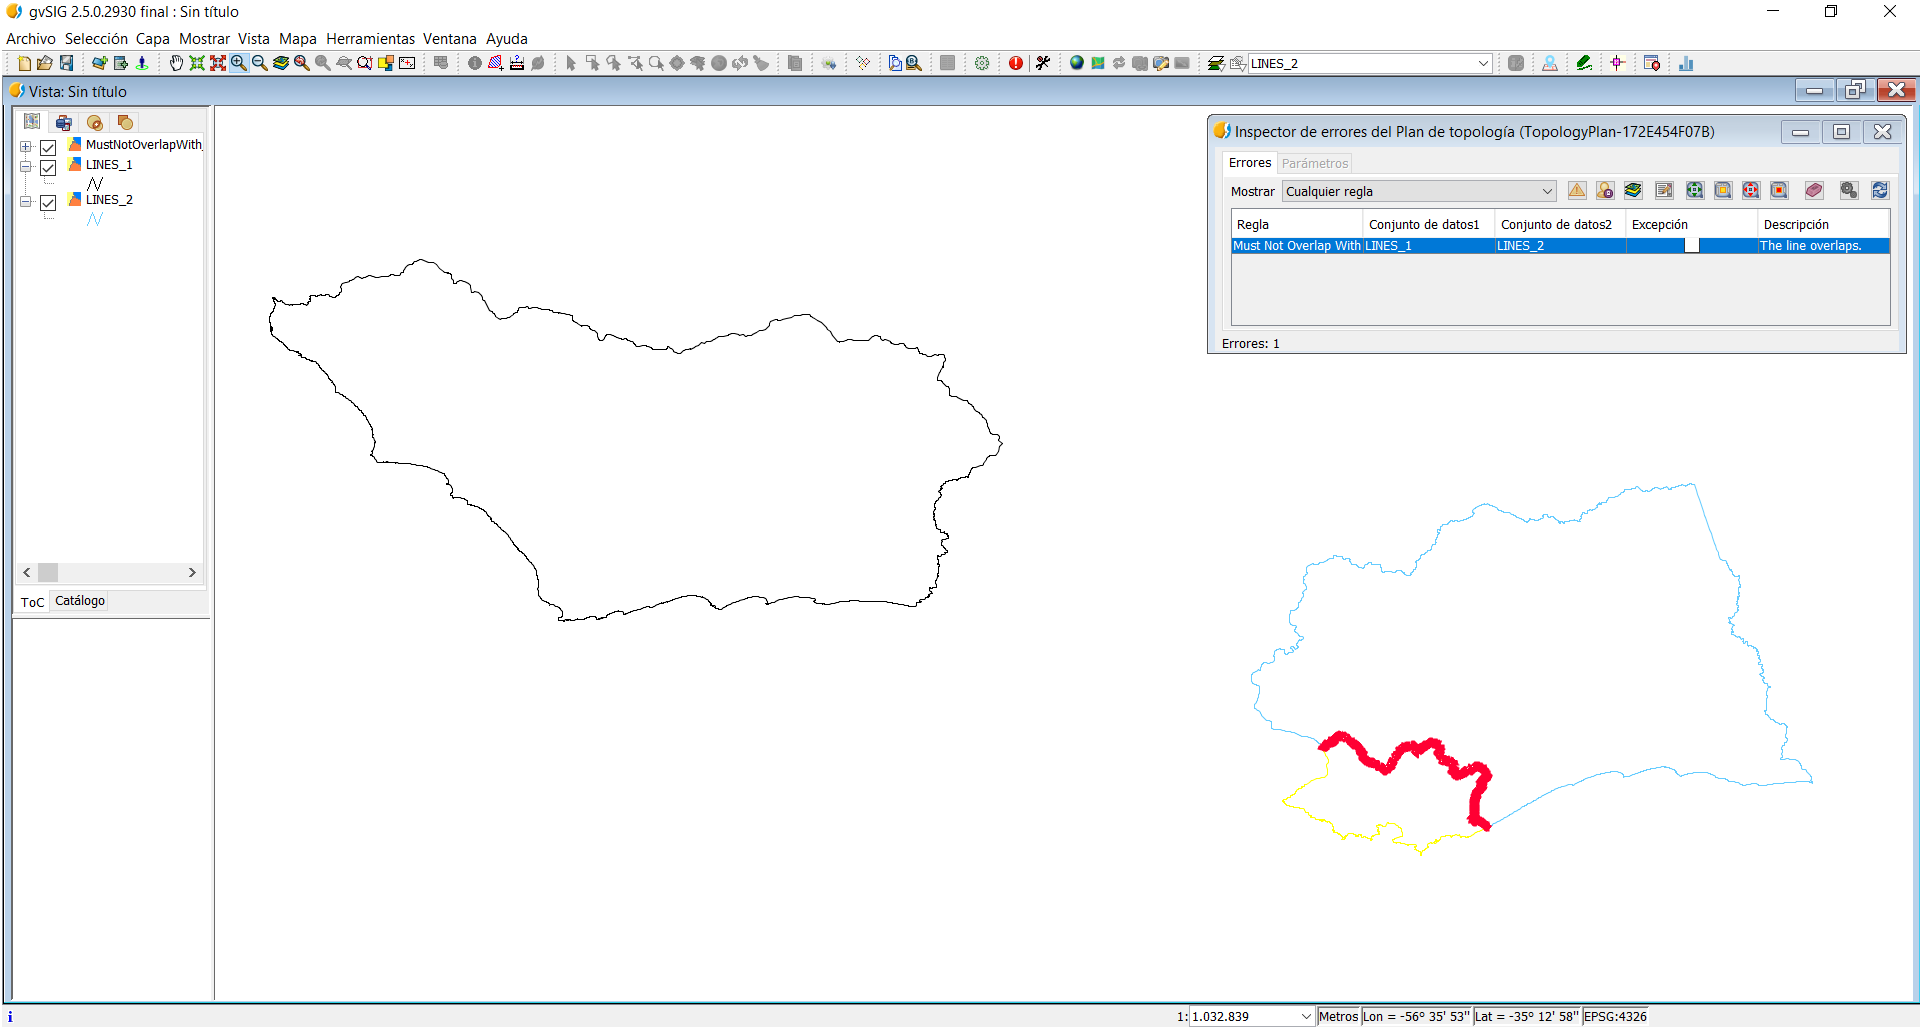 gvSIG 2.5.0.2930 final : Sin título
Archivo Selección Capa Mostrar Vista Mapa Herramientas Ventana Ayuda
LINES_2
Vista: Sin título
MustNotOverlapWith_
LINES_1
LINES_2
ToC Catálogo
Inspector de errores del Plan de topología (TopologyPlan-172E454F07B)
Errores Parámetros
Mostrar Cualquier regla
Regla Conjunto de datos1 Conjunto de datos2 Excepción Descripción
Must Not Overlap With LINES_1 LINES_2 The line overlaps.
Errores: 1
1: 1.032.839 Metros Lon = -56º 35' 53'' Lat = -35º 12' 58'' EPSG:4326